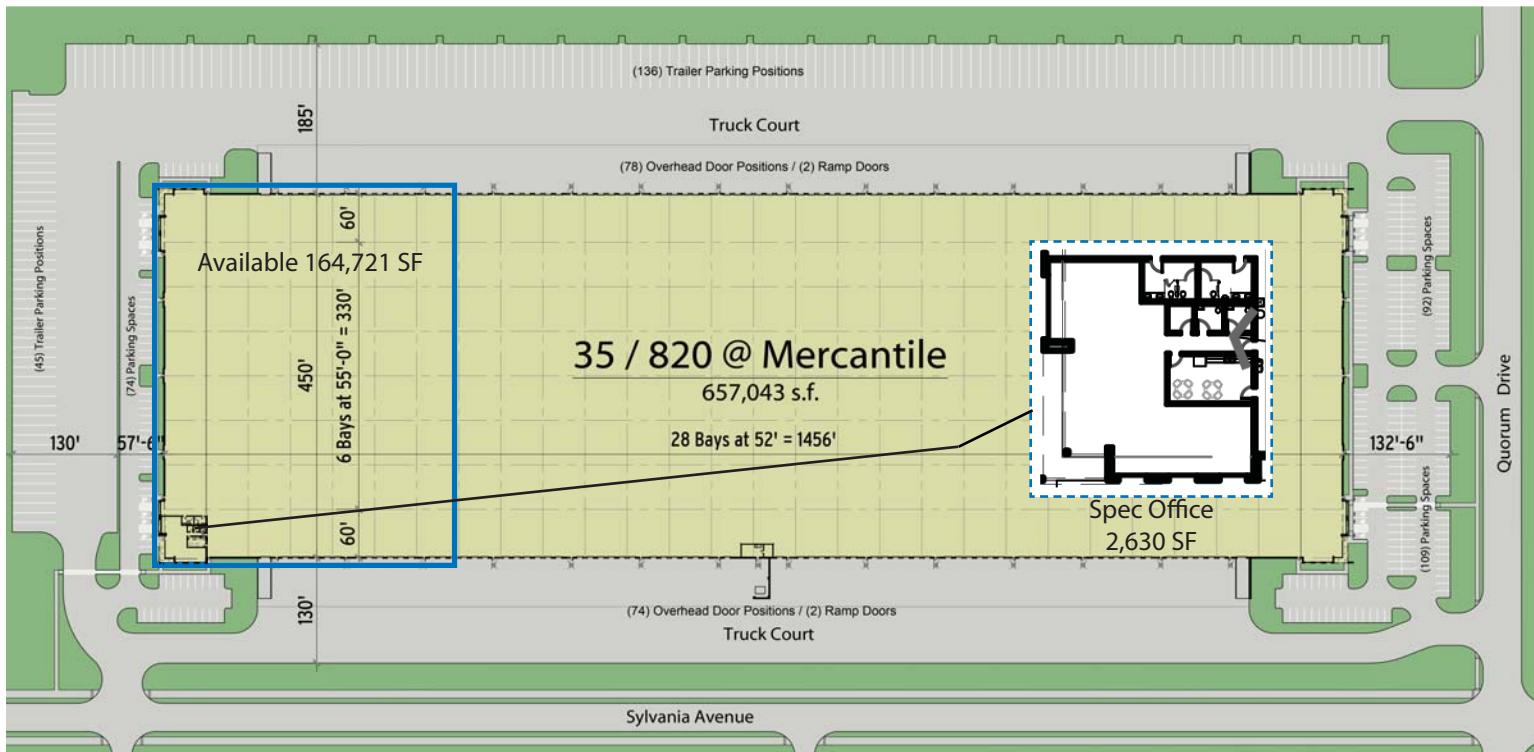 (136) Trailer Parking Positions
185'
Truck Court
(78) Overhead Door Positions / (2) Ramp Doors
60'
Available 164,721 SF
(45) Trailer Parking Positions
(74) Parking Spaces
450'
6 Bays at 55'-0" = 330'
35 / 820 @ Mercantile
657,043 s.f.
28 Bays at 52' = 1456'
(92) Parking Spaces
Quorum Drive
130'
57'-6"
132'-6"
60'
Spec Office
2,630 SF
(109) Parking Spaces
130'
(74) Overhead Door Positions / (2) Ramp Doors
Truck Court
Sylvania Avenue